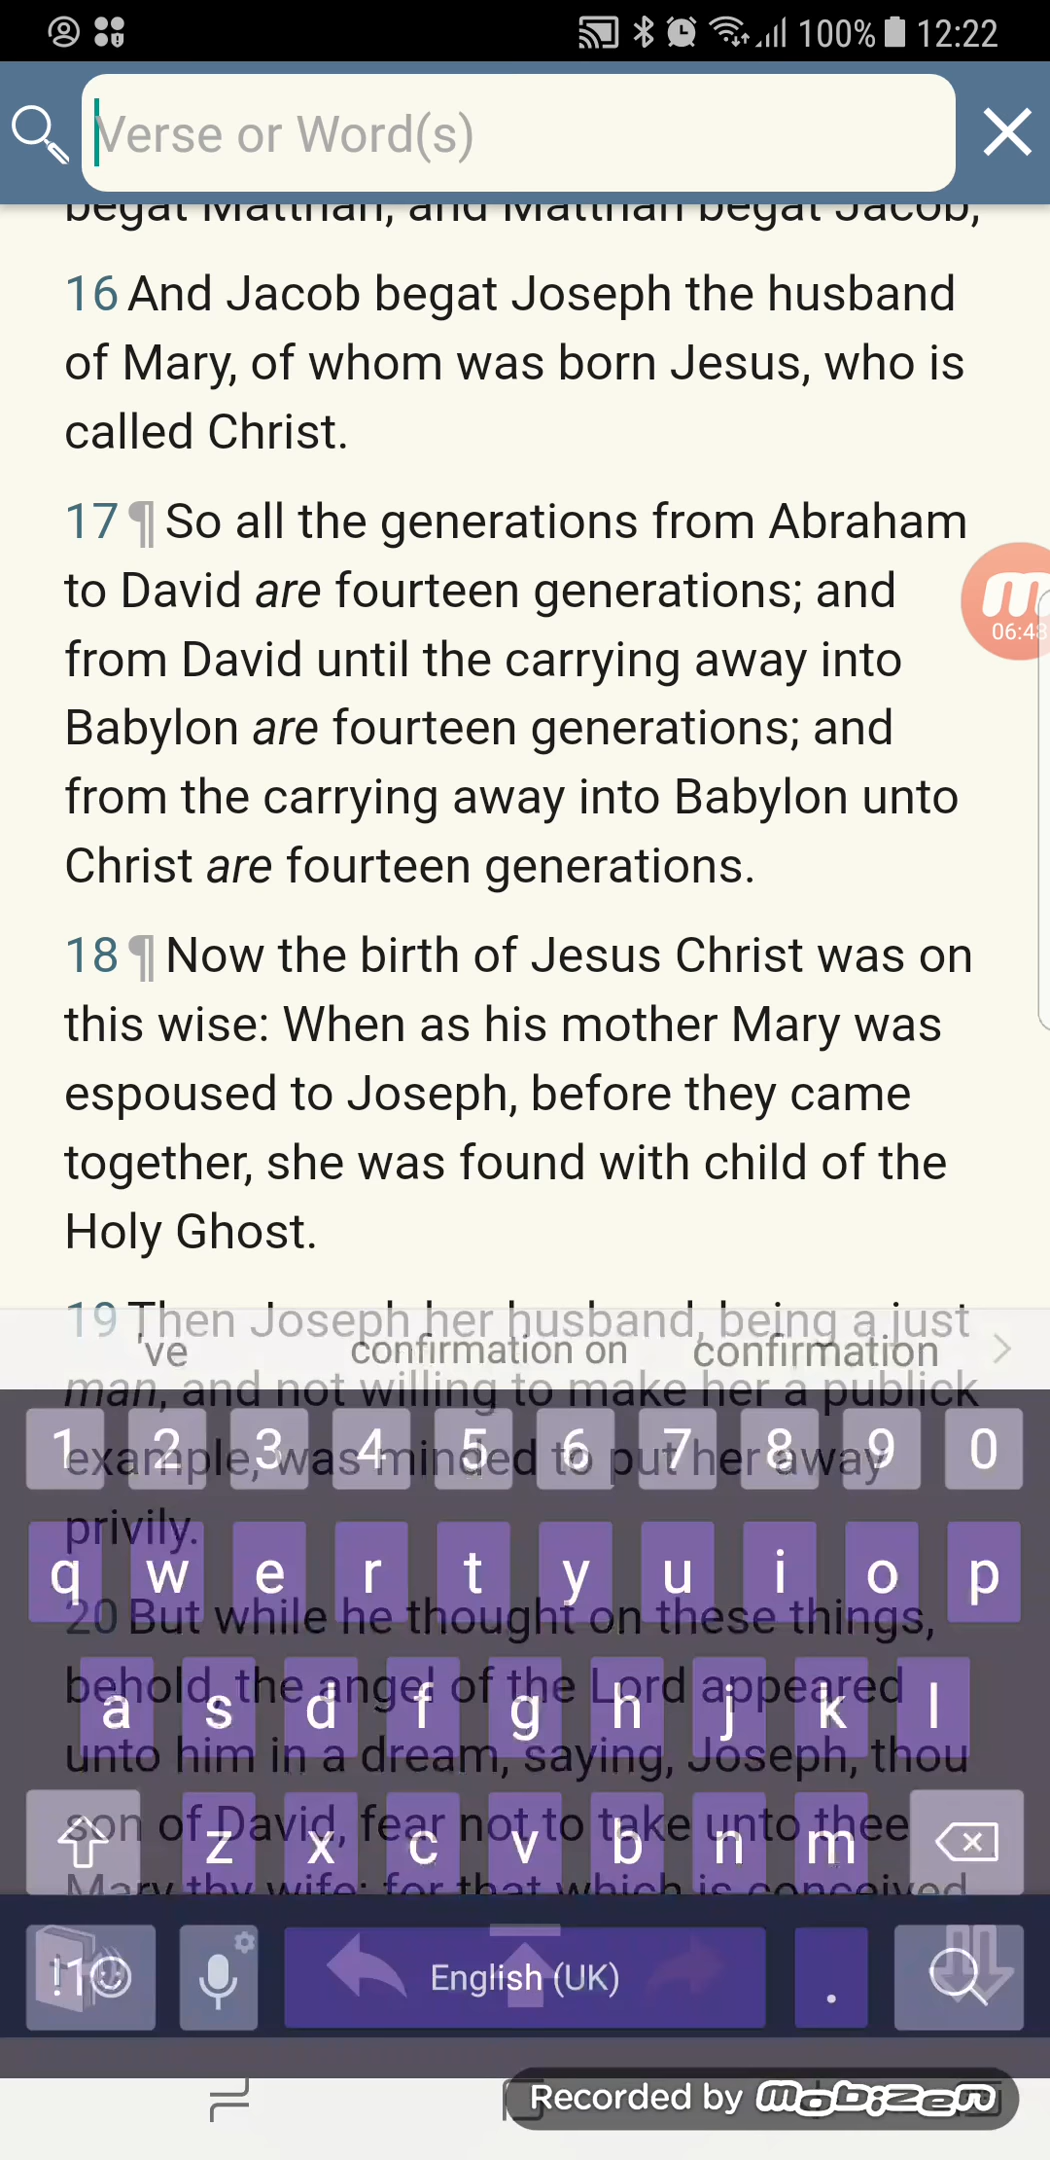 100% 12:22
Verse or Word(s)
begat Matthan; and Matthan begat Jacob;
16 And Jacob begat Joseph the husband
of Mary, of whom was born Jesus, who is
called Christ.
17 ¶ So all the generations from Abraham
to David are fourteen generations; and
from David until the carrying away into
Babylon are fourteen generations; and
from the carrying away into Babylon unto
Christ are fourteen generations.
06:43
18 ¶ Now the birth of Jesus Christ was on
this wise: When as his mother Mary was
espoused to Joseph, before they came
together, she was found with child of the
Holy Ghost.
19 Then Joseph her husband, being a just
've confirmation on confirmation
man, and not willing to make her a publick
1 2 3 4 5 6 7 8 9 0
example, was minded to put her away
privily.
q w e r t y u i o p
20 But while he thought on these things,
behold, the angel of the Lord appeared
a s d f g h j k l
unto him in a dream, saying, Joseph, thou
son of David, fear not to take unto thee
z x c v b n m
Mary thy wife: for that which is conceived
!1☺ English (UK) .
Recorded by mobizen